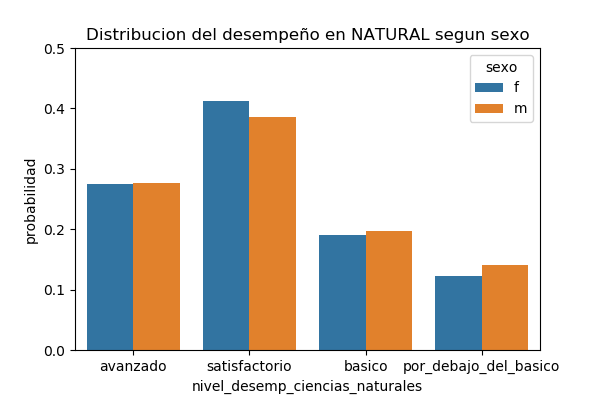 Distribucion del desempeño en NATURAL segun sexo
0.5
0.4
0.3
0.2
0.1
0.0
probabilidad
sexo
f
m
avanzado
satisfactorio
basico
por_debajo_del_basico
nivel_desemp_ciencias_naturales